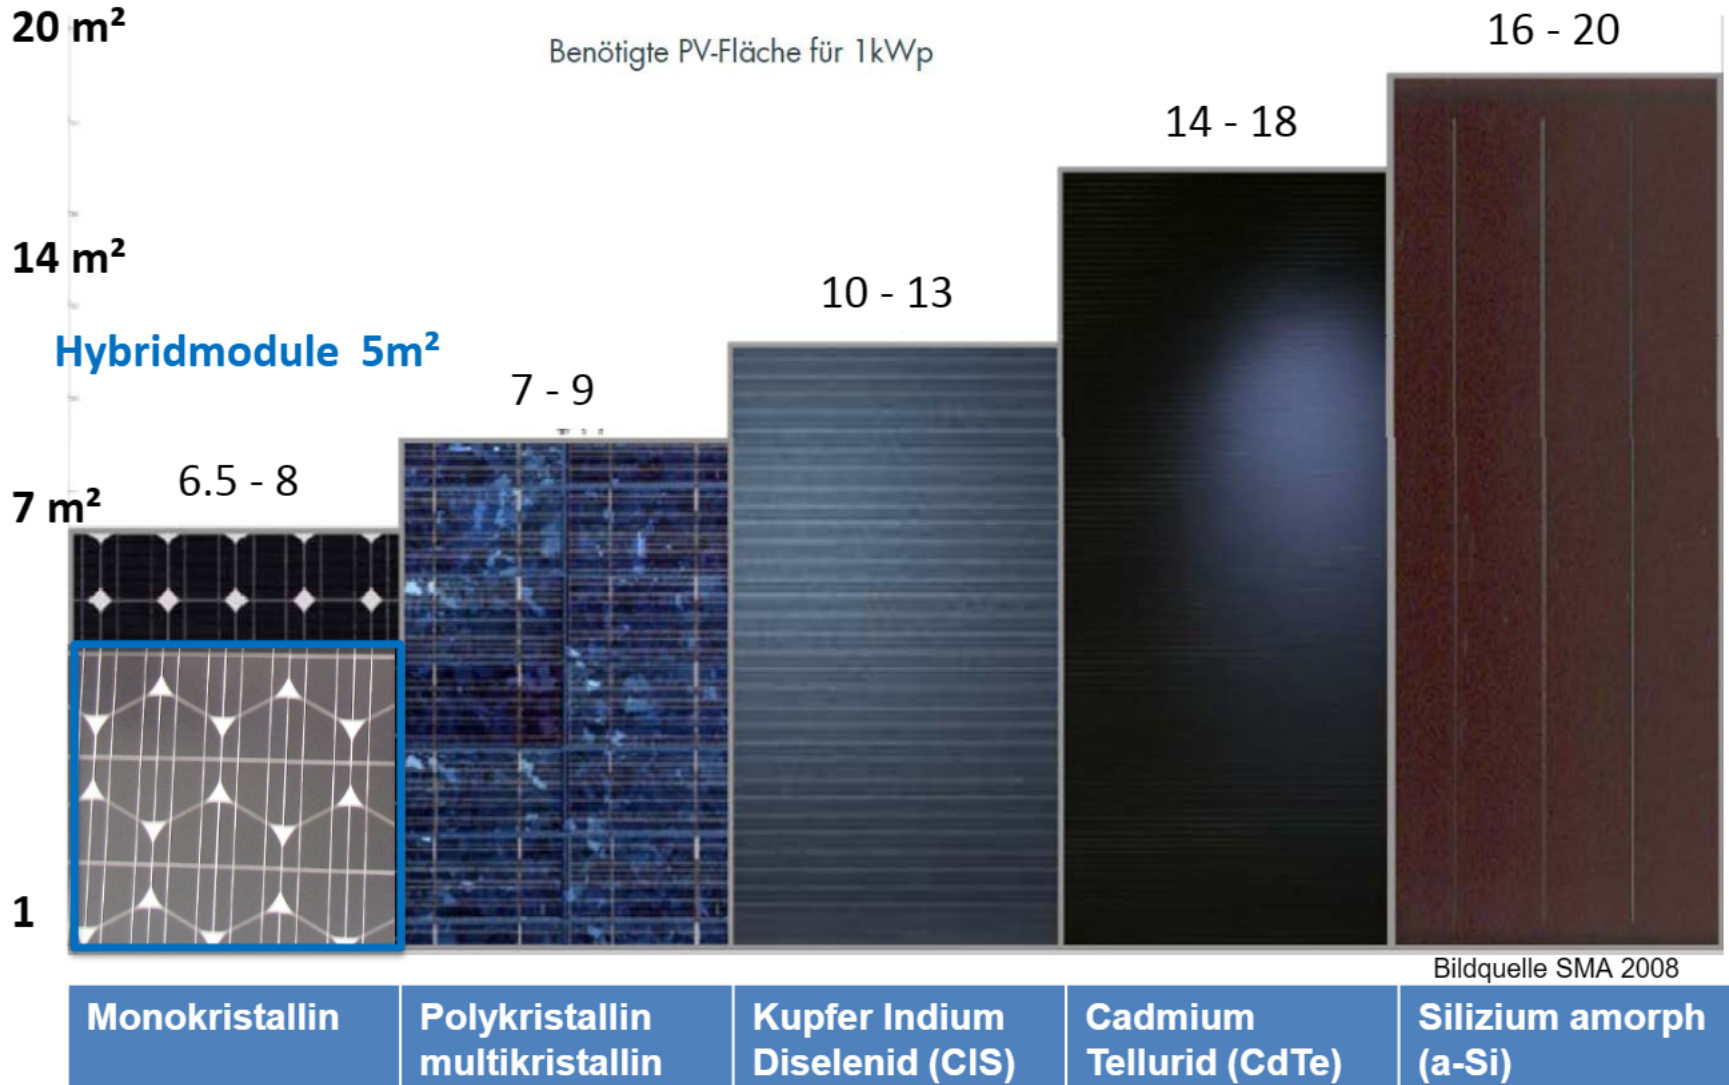 20 m²
Benötigte PV-Fläche für 1kWp
16 - 20
14 - 18
14 m²
10 - 13
Hybridmodule 5m²
7 - 9
6.5 - 8
7 m²
1
Bildquelle SMA 2008
Monokristallin
Polykristallin
multikristallin
Kupfer Indium
Diselenid (CIS)
Cadmium
Tellurid (CdTe)
Silizium amorph
(a-Si)